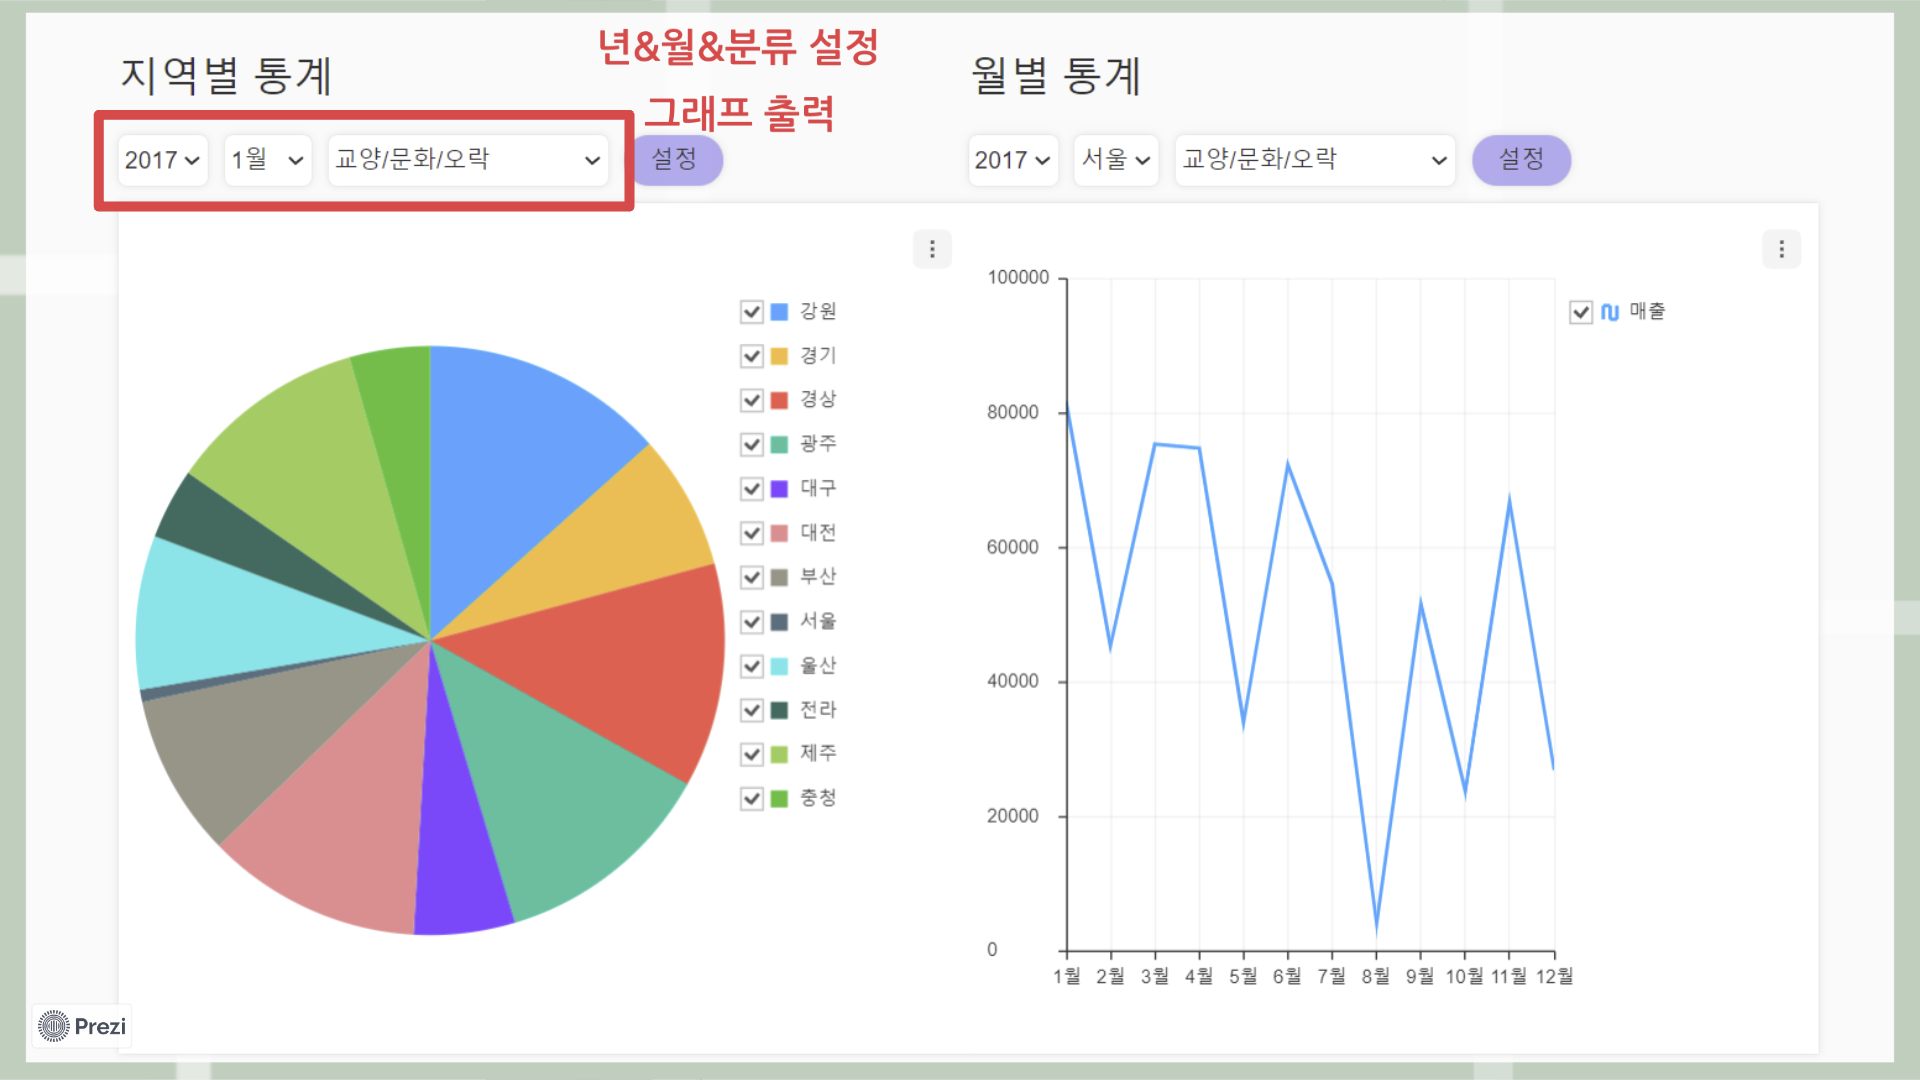 년&월&분류 설정
그래프 출력
지역별 통계
2017
1월
교양/문화/오락
설정
강원
경기
경상
광주
대구
대전
부산
서울
울산
전라
제주
충청
월별 통계
2017
서울
교양/문화/오락
설정
100000
80000
60000
40000
20000
0
1월 2월 3월 4월 5월 6월 7월 8월 9월 10월 11월 12월
매출
Prezi